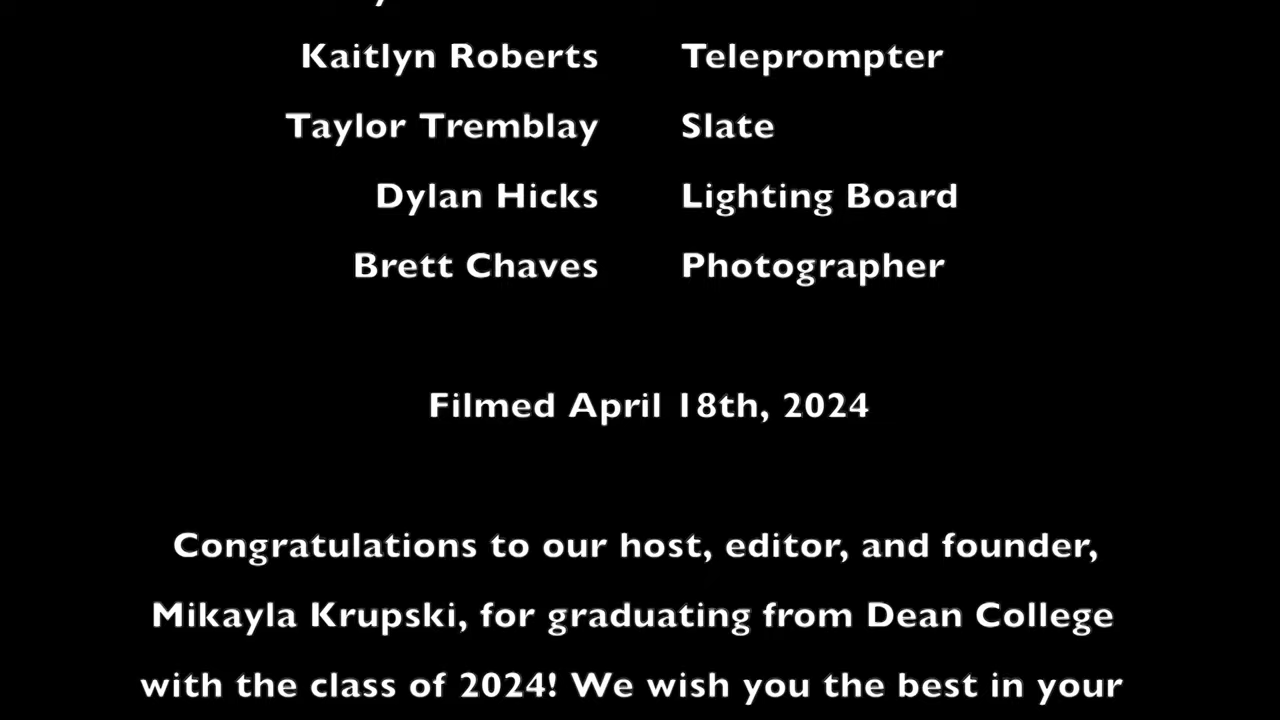 Kaitlyn Roberts Teleprompter
Taylor Tremblay Slate
Dylan Hicks Lighting Board
Brett Chaves Photographer
Filmed April 18th, 2024
Congratulations to our host, editor, and founder,
Mikayla Krupski, for graduating from Dean College
with the class of 2024! We wish you the best in your